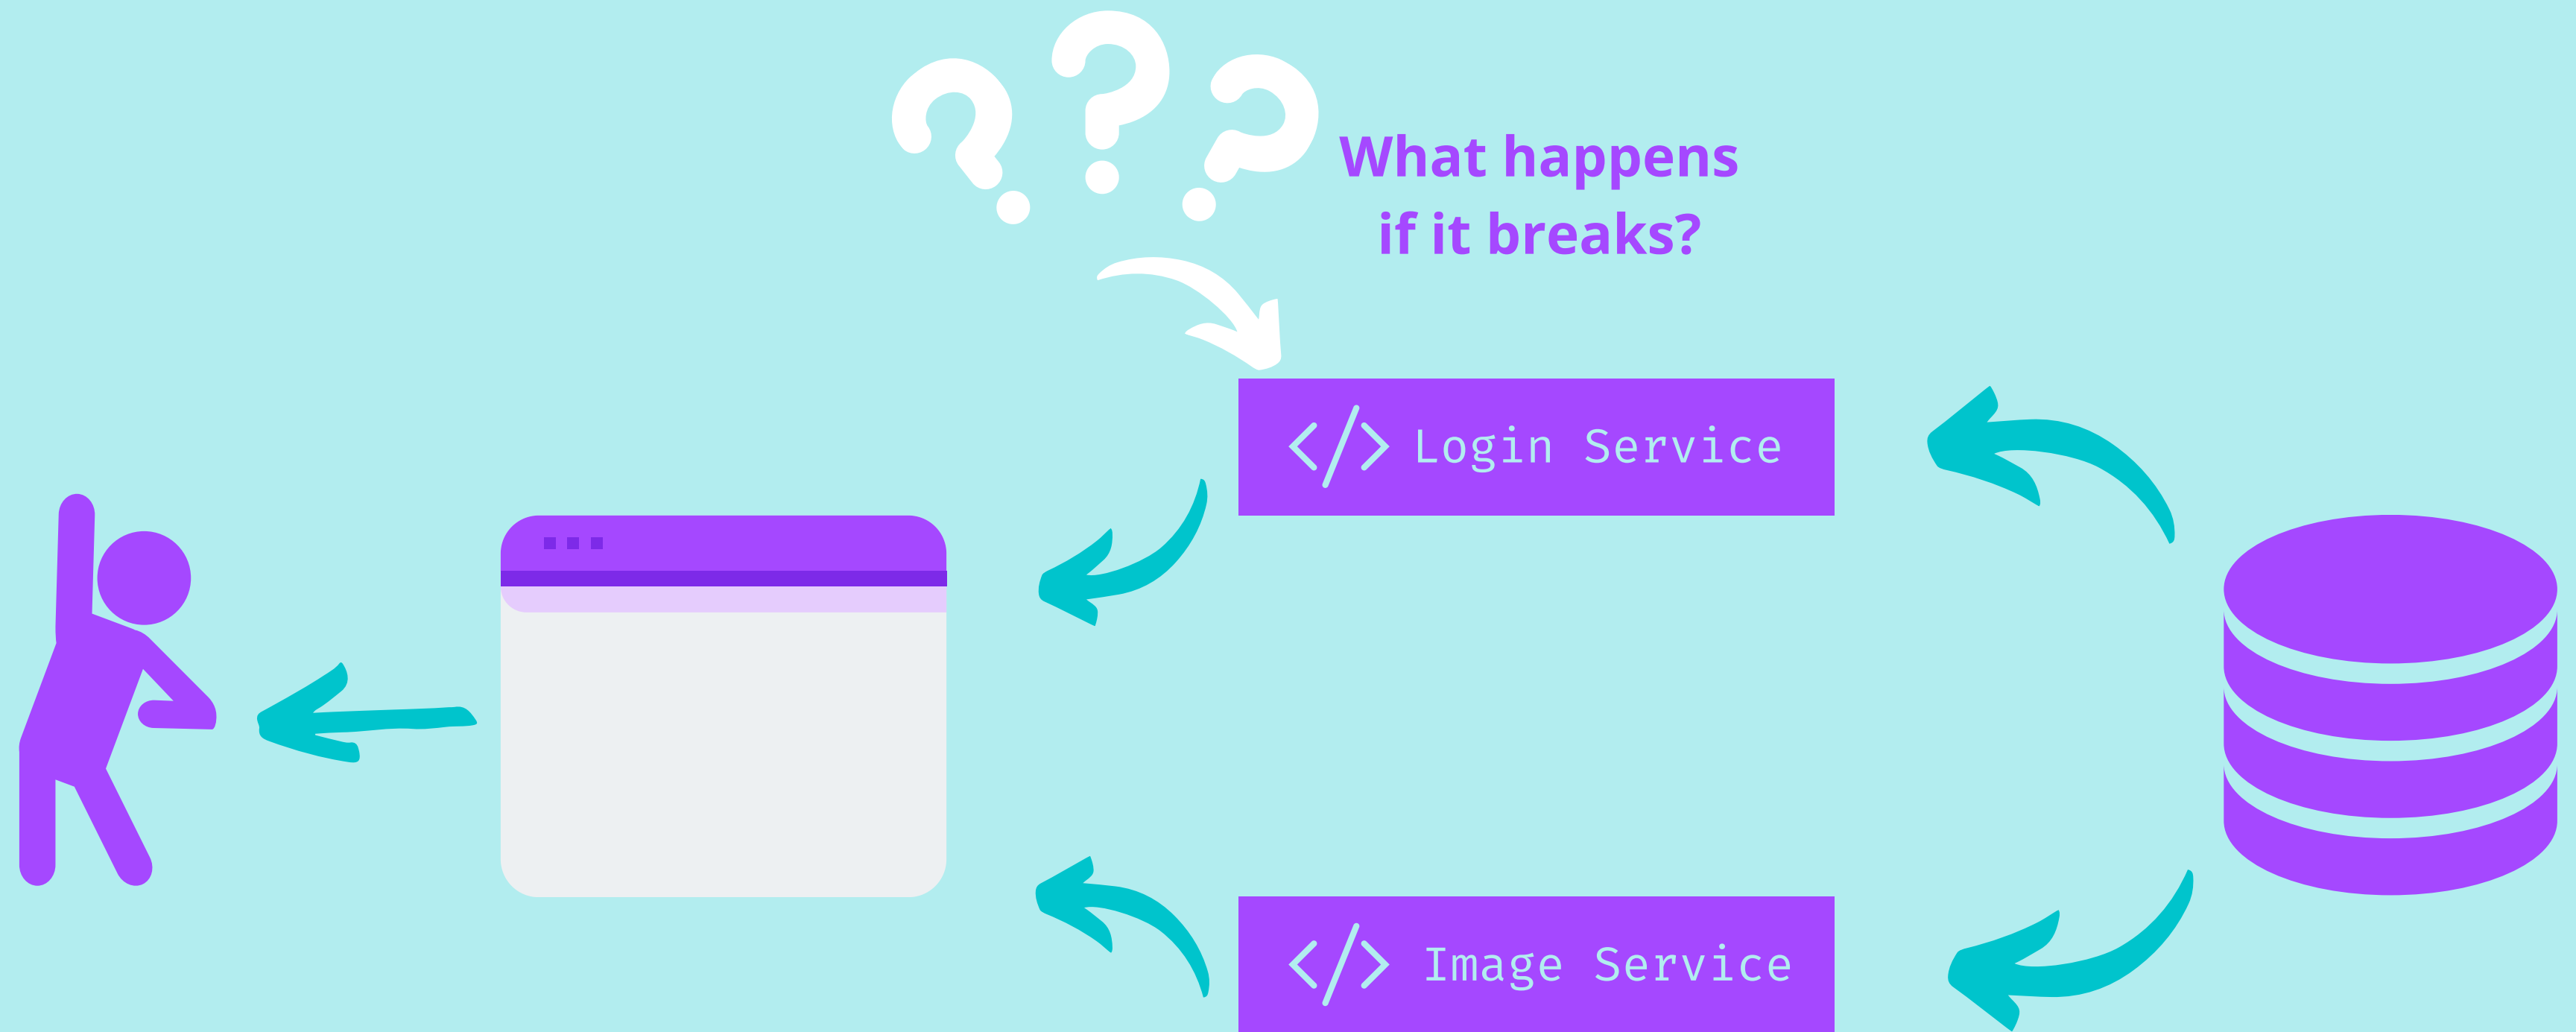 What happens
if it breaks?
</> Login Service
</> Image Service